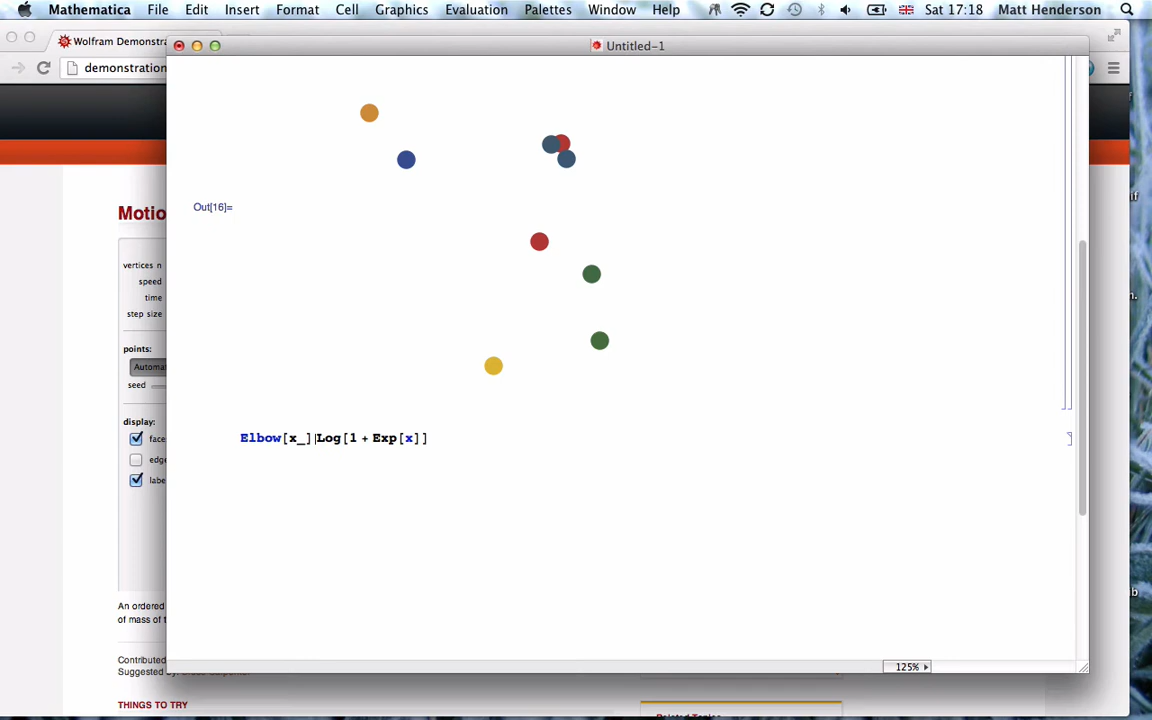 Mathematica File Edit Insert Format Cell Graphics Evaluation Palettes Window Help Sat 17:18 Matt Henderson
Wolfram Demonstra
Untitled-1
demonstration
Out[16]=
Motio
vertices n
speed
time
step size
points:
Automa
seed
display:
face
edge
labe
Elbow[x_]Log[1 + Exp[x]]
An ordered
of mass of t
Contributed
Suggested by:
125%
THINGS TO TRY